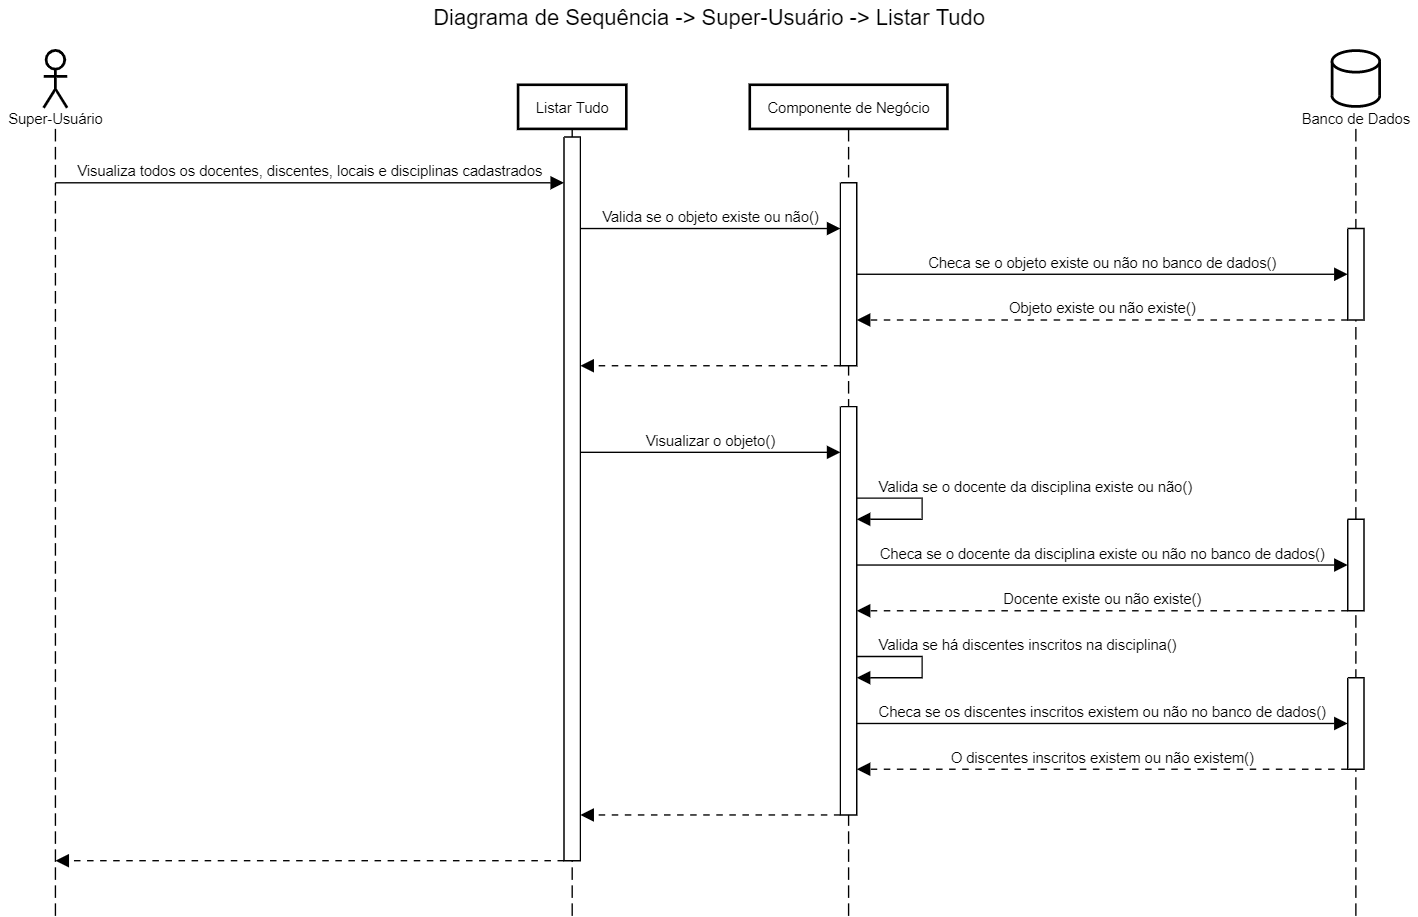 Diagrama de Sequência -> Super-Usuário -> Listar Tudo
Super-Usuário
Listar Tudo
Componente de Negócio
Banco de Dados
Visualiza todos os docentes, discentes, locais e disciplinas cadastrados
Valida se o objeto existe ou não()
Checa se o objeto existe ou não no banco de dados()
Objeto existe ou não existe()
Visualizar o objeto()
Valida se o docente da disciplina existe ou não()
Checa se o docente da disciplina existe ou não no banco de dados()
Docente existe ou não existe()
Valida se há discentes inscritos na disciplina()
Checa se os discentes inscritos existem ou não no banco de dados()
O discentes inscritos existem ou não existem()